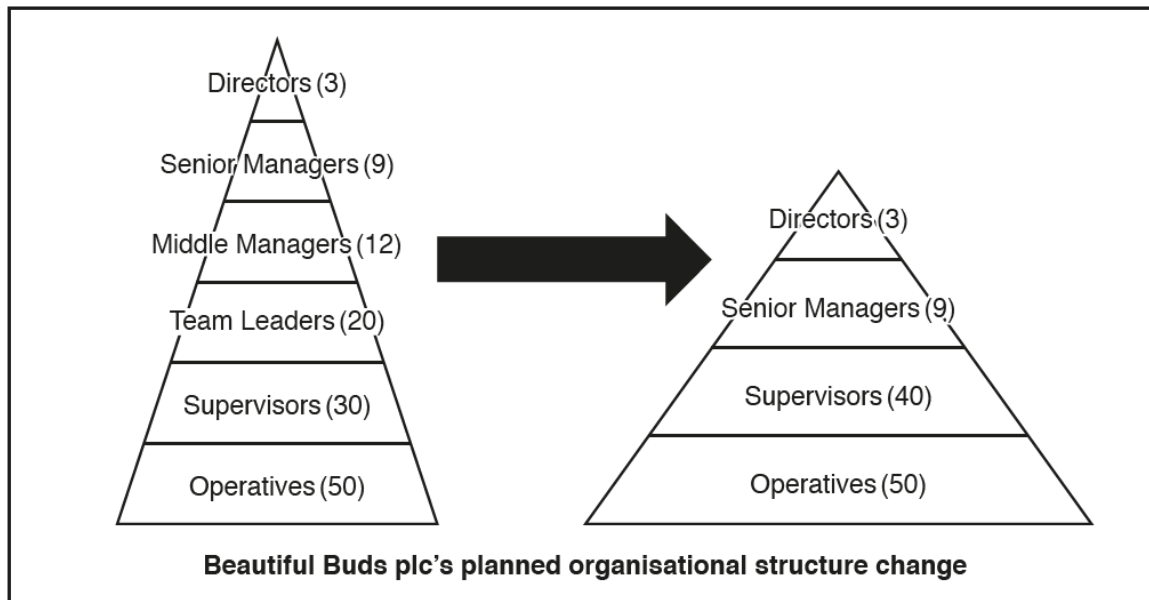 Directors (3)
Senior Managers (9)
Middle Managers (12)
Team Leaders (20)
Supervisors (30)
Operatives (50)
Directors (3)
Senior Managers (9)
Supervisors (40)
Operatives (50)
Beautiful Buds plc's planned organisational structure change